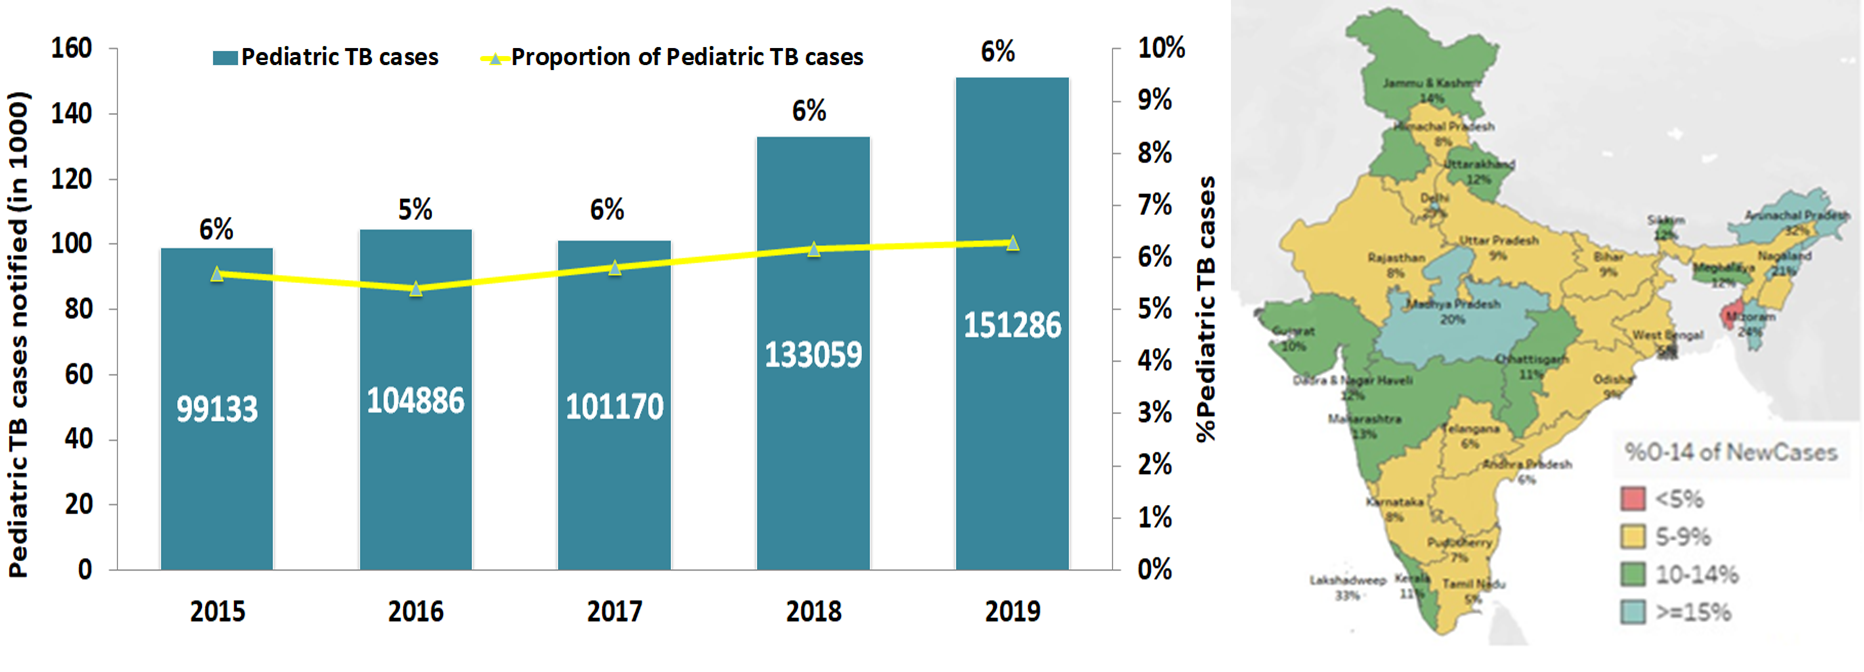 Pediatric TB cases notified (in 1000)
160
140
120
100
80
60
40
20
0
Pediatric TB cases
Proportion of Pediatric TB cases
6%
5%
6%
6%
6%
99133
104886
101170
133059
151286
2015
2016
2017
2018
2019
10%
9%
8%
7%
6%
5%
4%
3%
2%
1%
0%
%Pediatric TB cases
Jammu & Kashmir
14%
Himachal Pradesh
8%
Uttarakhand
12%
Delhi
Sikkim
12%
Arunachal Pradesh
32%
Uttar Pradesh
9%
Bihar
9%
Rajasthan
8%
Meghalaya
12%
Nagaland
21%
Madhya Pradesh
20%
Mizoram
24%
Gujarat
10%
West Bengal
Chhattisgarh
11%
Dadra & Nagar Haveli
12%
Odisha
9%
Maharashtra
13%
Telangana
6%
Andhra Pradesh
6%
Karnataka
8%
Puducherry
7%
Lakshadweep
33%
Kerala
11%
Tamil Nadu
5%
%0-14 of NewCases
<5%
5-9%
10-14%
>=15%